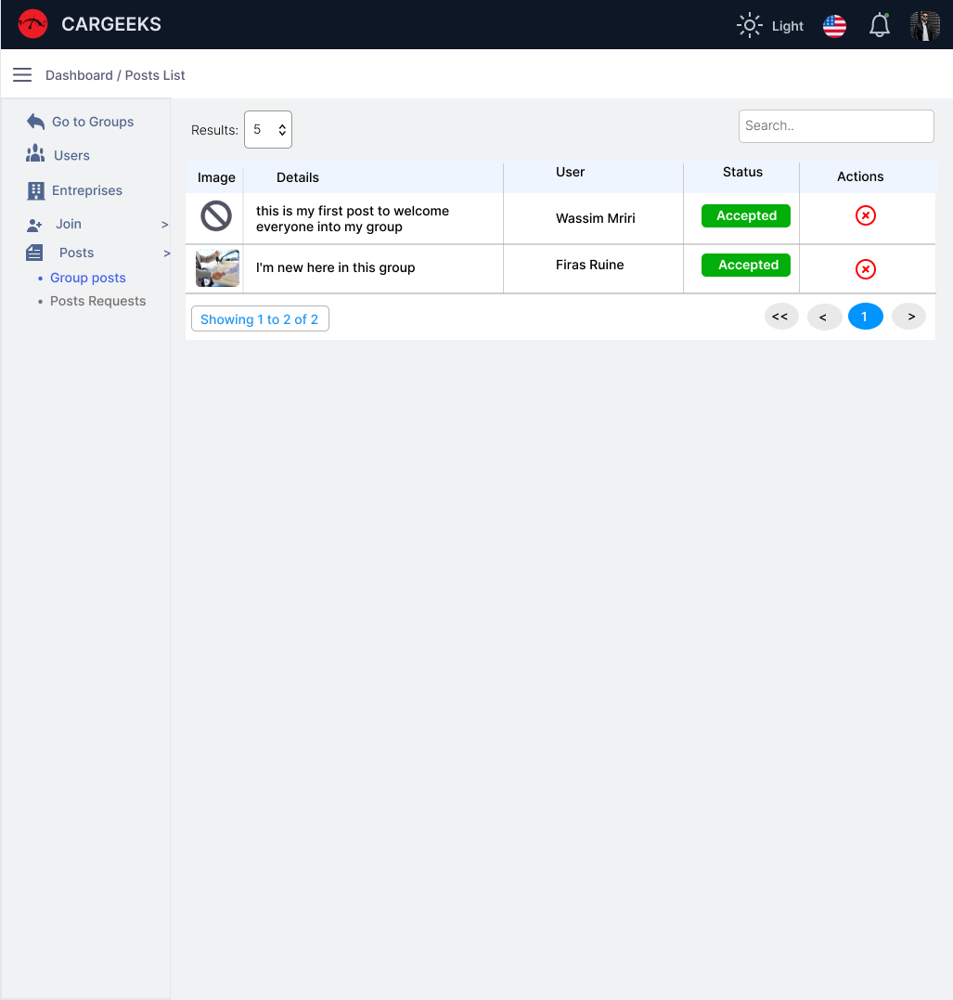 CARGEEKS
Light
Dashboard / Posts List
Go to Groups
Users
Entreprises
Join >
Posts >
• Group posts
• Posts Requests
Results: 5
Search..
Image Details User Status Actions
this is my first post to welcome
everyone into my group
Wassim Mriri
Accepted
I'm new here in this group
Firas Ruine
Accepted
Showing 1 to 2 of 2
<< < 1 >